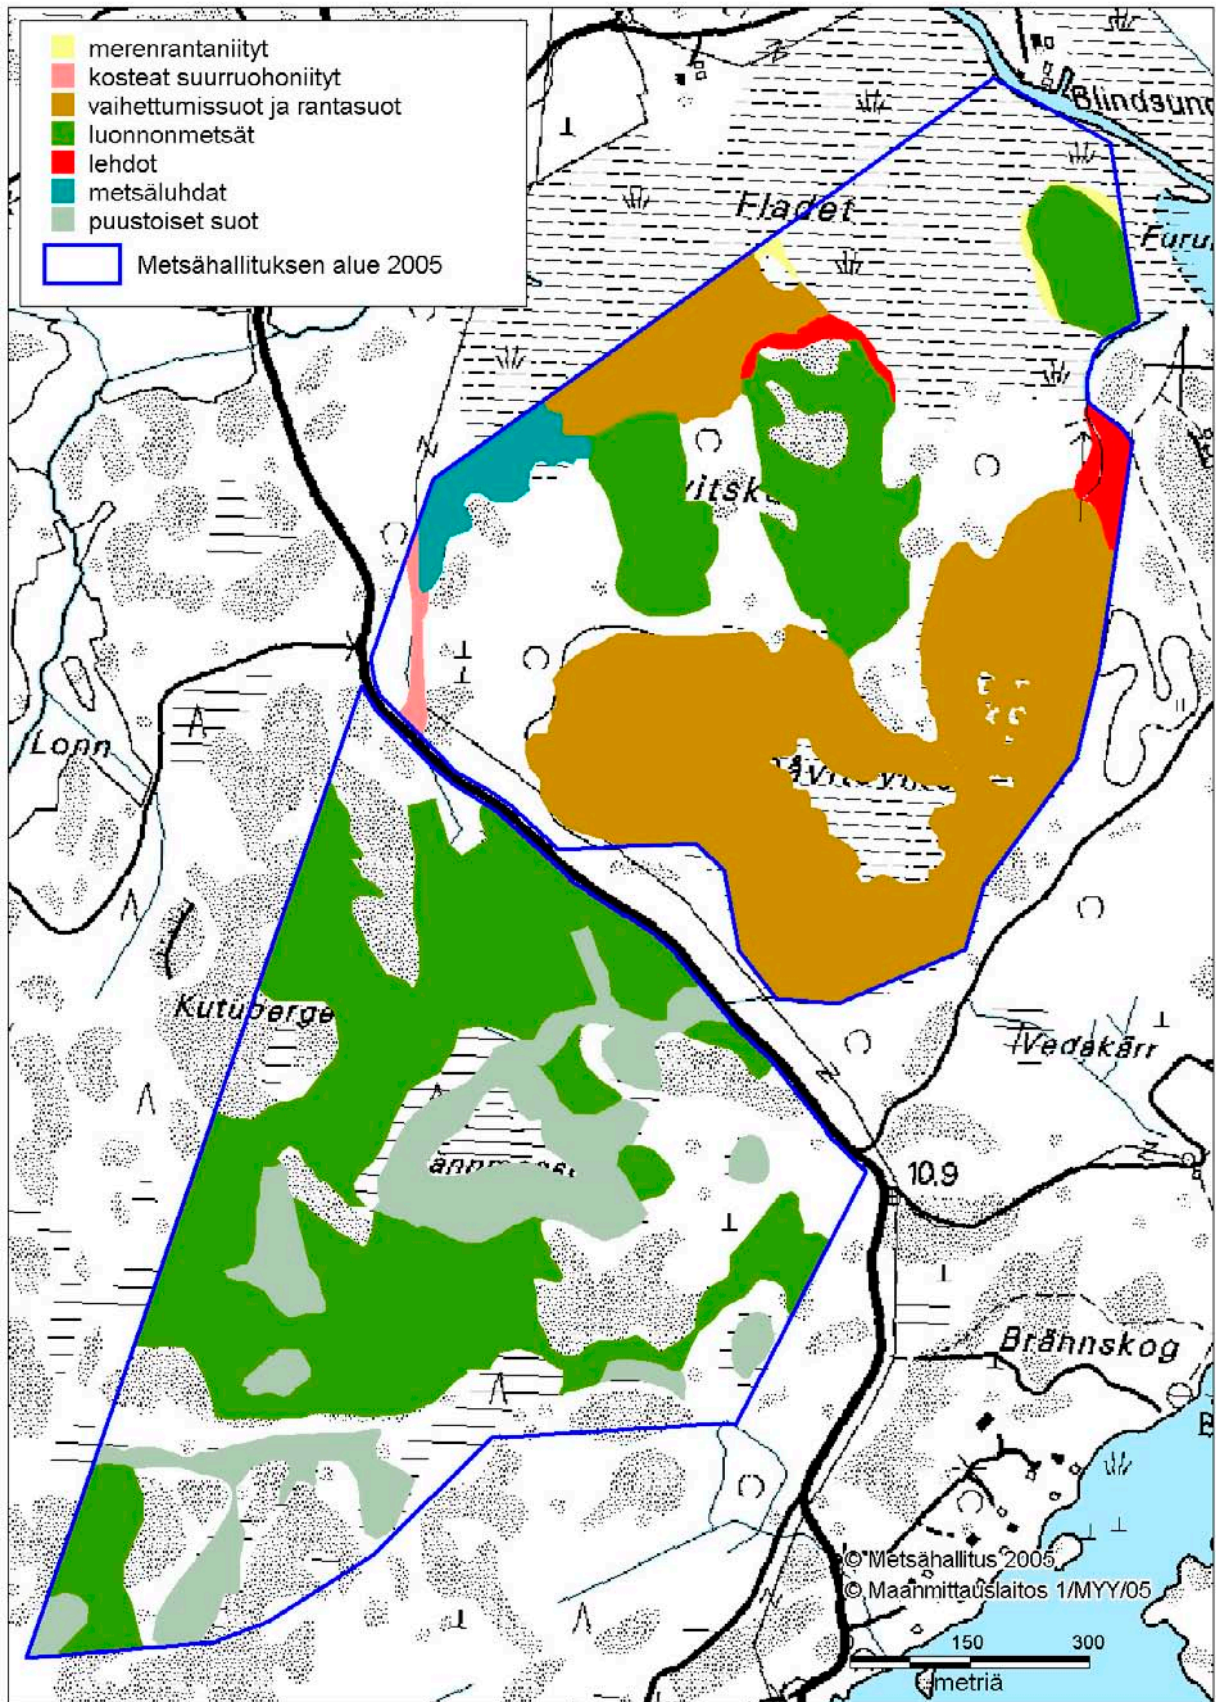 merenrantaniityt
kosteat suurruohoniityt
vaihettumissuot ja rantasuot
luonnonmetsät
lehdot
metsäluhdat
puustoiset suot
Metsähallituksen alue 2005
Blindsund
Fladet
Lonn
Kutuberge
Vedakärr
10.9
Brännskog
© Metsähallitus 2005
© Maanmittauslaitos 1/MYY/05
150 300
metriä